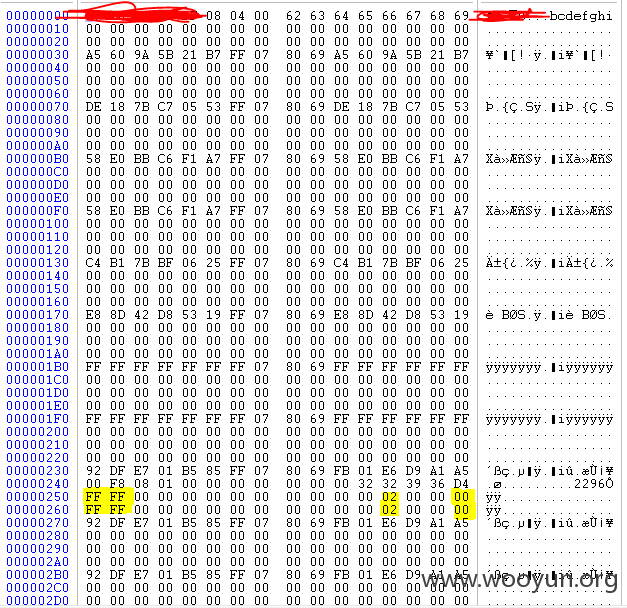 00000000 08 04 00 62 63 64 65 66 67 68 69 bcdefghi
00000010 00 00 00 00 00 00 00 00 00 00 00 00 00 00 00 00 ................
00000020 00 00 00 00 00 00 00 00 00 00 00 00 00 00 00 00 ................
00000030 A5 60 9A 5B 21 B7 FF 07 80 69 A5 60 9A 5B 21 B7
00000040 00 00 00 00 00 00 00 00 00 00 00 00 00 00 00 00 ................
00000050 00 00 00 00 00 00 00 00 00 00 00 00 00 00 00 00 ................
00000060 00 00 00 00 00 00 00 00 00 00 00 00 00 00 00 00 ................
00000070 DE 18 7B C7 05 53 FF 07 80 69 DE 18 7B C7 05 53
00000080 00 00 00 00 00 00 00 00 00 00 00 00 00 00 00 00 ................
00000090 00 00 00 00 00 00 00 00 00 00 00 00 00 00 00 00 ................
000000A0 00 00 00 00 00 00 00 00 00 00 00 00 00 00 00 00 ................
000000B0 58 E0 BB C6 F1 A7 FF 07 80 69 58 E0 BB C6 F1 A7
000000C0 00 00 00 00 00 00 00 00 00 00 00 00 00 00 00 00 ................
000000D0 00 00 00 00 00 00 00 00 00 00 00 00 00 00 00 00 ................
000000E0 00 00 00 00 00 00 00 00 00 00 00 00 00 00 00 00 ................
000000F0 58 E0 BB C6 F1 A7 FF 07 80 69 58 E0 BB C6 F1 A7
00000100 00 00 00 00 00 00 00 00 00 00 00 00 00 00 00 00 ................
00000110 00 00 00 00 00 00 00 00 00 00 00 00 00 00 00 00 ................
00000120 00 00 00 00 00 00 00 00 00 00 00 00 00 00 00 00 ................
00000130 C4 B1 7B BF 06 25 FF 07 80 69 C4 B1 7B BF 06 25
00000140 00 00 00 00 00 00 00 00 00 00 00 00 00 00 00 00 ................
00000150 00 00 00 00 00 00 00 00 00 00 00 00 00 00 00 00 ................
00000160 00 00 00 00 00 00 00 00 00 00 00 00 00 00 00 00 ................
00000170 E8 8D 42 D8 53 19 FF 07 80 69 E8 8D 42 D8 53 19
00000180 00 00 00 00 00 00 00 00 00 00 00 00 00 00 00 00 ................
00000190 00 00 00 00 00 00 00 00 00 00 00 00 00 00 00 00 ................
000001A0 00 00 00 00 00 00 00 00 00 00 00 00 00 00 00 00 ................
000001B0 FF FF FF FF FF FF FF 07 80 69 FF FF FF FF FF FF
000001C0 00 00 00 00 00 00 00 00 00 00 00 00 00 00 00 00 ................
000001D0 00 00 00 00 00 00 00 00 00 00 00 00 00 00 00 00 ................
000001E0 00 00 00 00 00 00 00 00 00 00 00 00 00 00 00 00 ................
000001F0 FF FF FF FF FF FF FF 07 80 69 FF FF FF FF FF FF
00000200 00 00 00 00 00 00 00 00 00 00 00 00 00 00 00 00 ................
00000210 00 00 00 00 00 00 00 00 00 00 00 00 00 00 00 00 ................
00000220 00 00 00 00 00 00 00 00 00 00 00 00 00 00 00 00 ................
00000230 92 DF E7 01 B5 85 FF 07 80 69 FB 01 E6 D9 A1 A5
00000240 00 F8 08 01 00 00 00 00 00 00 32 32 39 36 D4
00000250 FF FF 00 00 00 00 00 00 00 00 00 00 02 00 00 00 ÿÿ..............
00000260 FF FF 00 00 00 00 00 00 00 00 00 00 02 00 00 00 ÿÿ..............
00000270 92 DF E7 01 B5 85 FF 07 80 69 FB 01 E6 D9 A1 A5
00000280 00 00 00 00 00 00 00 00 00 00 00 00 00 00 00 00 ................
00000290 00 00 00 00 00 00 00 00 00 00 00 00 00 00 00 00 ................
000002A0 00 00 00 00 00 00 00 00 00 00 00 00 00 00 00 00 ................
000002B0 92 DF E7 01 B5 85 FF 07 80 69 FB 01 E6 D9
000002C0 00 00 00 00 00 00 00 00 00 00 00 00 00 00 00 00 ................
000002D0 00 00 00 00 00 00 00 00 00 00 00 00 00 00 00 00 ................
www.wooyun.org